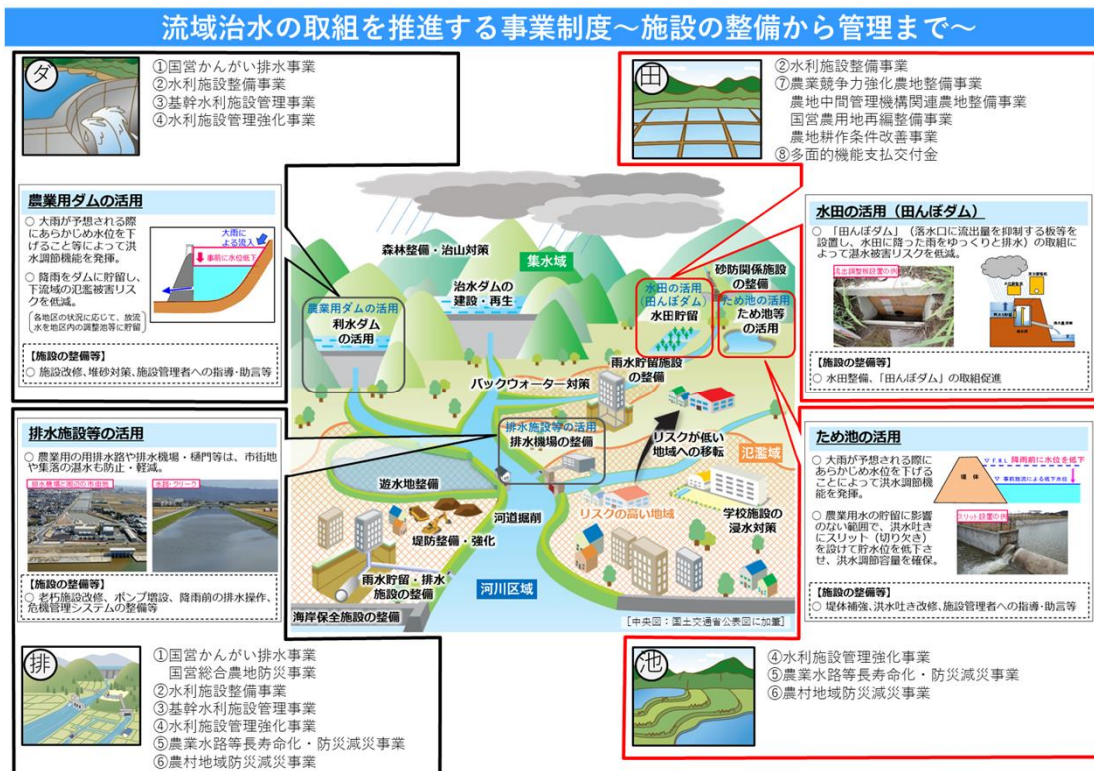 流域治水の取組を推進する事業制度～施設の整備から管理まで～
ダ
①国営かんがい排水事業
②水利施設整備事業
③基幹水利施設管理事業
④水利施設管理強化事業
農業用ダムの活用
○ 大雨が予想される際
にあらかじめ水位を下
げること等によって洪
水調節機能を発揮。
○ 降雨をダムに貯留し、
下流域の氾濫被害リス
クを低減。
各地区の状況に応じて、放流
水を地区内の調整池等に貯留
大雨に
よる流入
事前に水位低下
【施設の整備等】
○ 施設改修、堆砂対策、施設管理者への指導・助言等
田
②水利施設整備事業
⑦農業競争力強化農地整備事業
農地中間管理機構関連農地整備事業
国営農用地再編整備事業
農地耕作条件改善事業
⑧多面的機能支払交付金
水田の活用（田んぼダム）
○ 「田んぼダム」（落水口に流出量を抑制する板等を
設置し、水田に降った雨をゆっくりと排水）の取組によ
って湛水被害リスクを低減。
流出調整板設置の例
【施設の整備等】
○ 水田整備、「田んぼダム」の取組促進
森林整備・治山対策
集水域
治水ダムの
建設・再生
砂防関係施設
の整備
農業用ダムの活用
利水ダム
の活用
水田の活用
（田んぼダム）
水田貯留
ため池の活用
ため池等
の活用
雨水貯留施設
の整備
バックウォーター対策
排水施設等の活用
排水機場の整備
リスクが低い
地域への移転
氾濫域
遊水地整備
河道掘削
リスクの高い地域
学校施設の
浸水対策
堤防整備・強化
雨水貯留・排水
施設の整備
河川区域
海岸保全施設の整備
［中央図：国土交通省公表図に加筆］
排水施設等の活用
○ 農業用の用排水路や排水機場・樋門等は、市街地
や集落の湛水も防止・軽減。
排水機場と周辺の市街地
水路・クリーク
【施設の整備等】
○ 老朽施設改修、ポンプ増設、降雨前の排水操作、
危機管理システムの整備等
ため池の活用
○ 大雨が予想される際に
あらかじめ水位を下げる
ことによって洪水調節機
能を発揮。
○ 農業用水の貯留に影響
のない範囲で、洪水吐き
にスリット（切り欠き）
を設けて貯水位を低下さ
せ、洪水調節容量を確保。
▽ F.W.L 降雨前に水位を低下
▽ 事前放流による低下水位
堤 体
スリット設置の例
【施設の整備等】
○ 堤体補強、洪水吐き改修、施設管理者への指導・助言等
排
①国営かんがい排水事業
国営総合農地防災事業
②水利施設整備事業
③基幹水利施設管理事業
④水利施設管理強化事業
⑤農業水路等長寿命化・防災減災事業
⑥農村地域防災減災事業
池
④水利施設管理強化事業
⑤農業水路等長寿命化・防災減災事業
⑥農村地域防災減災事業